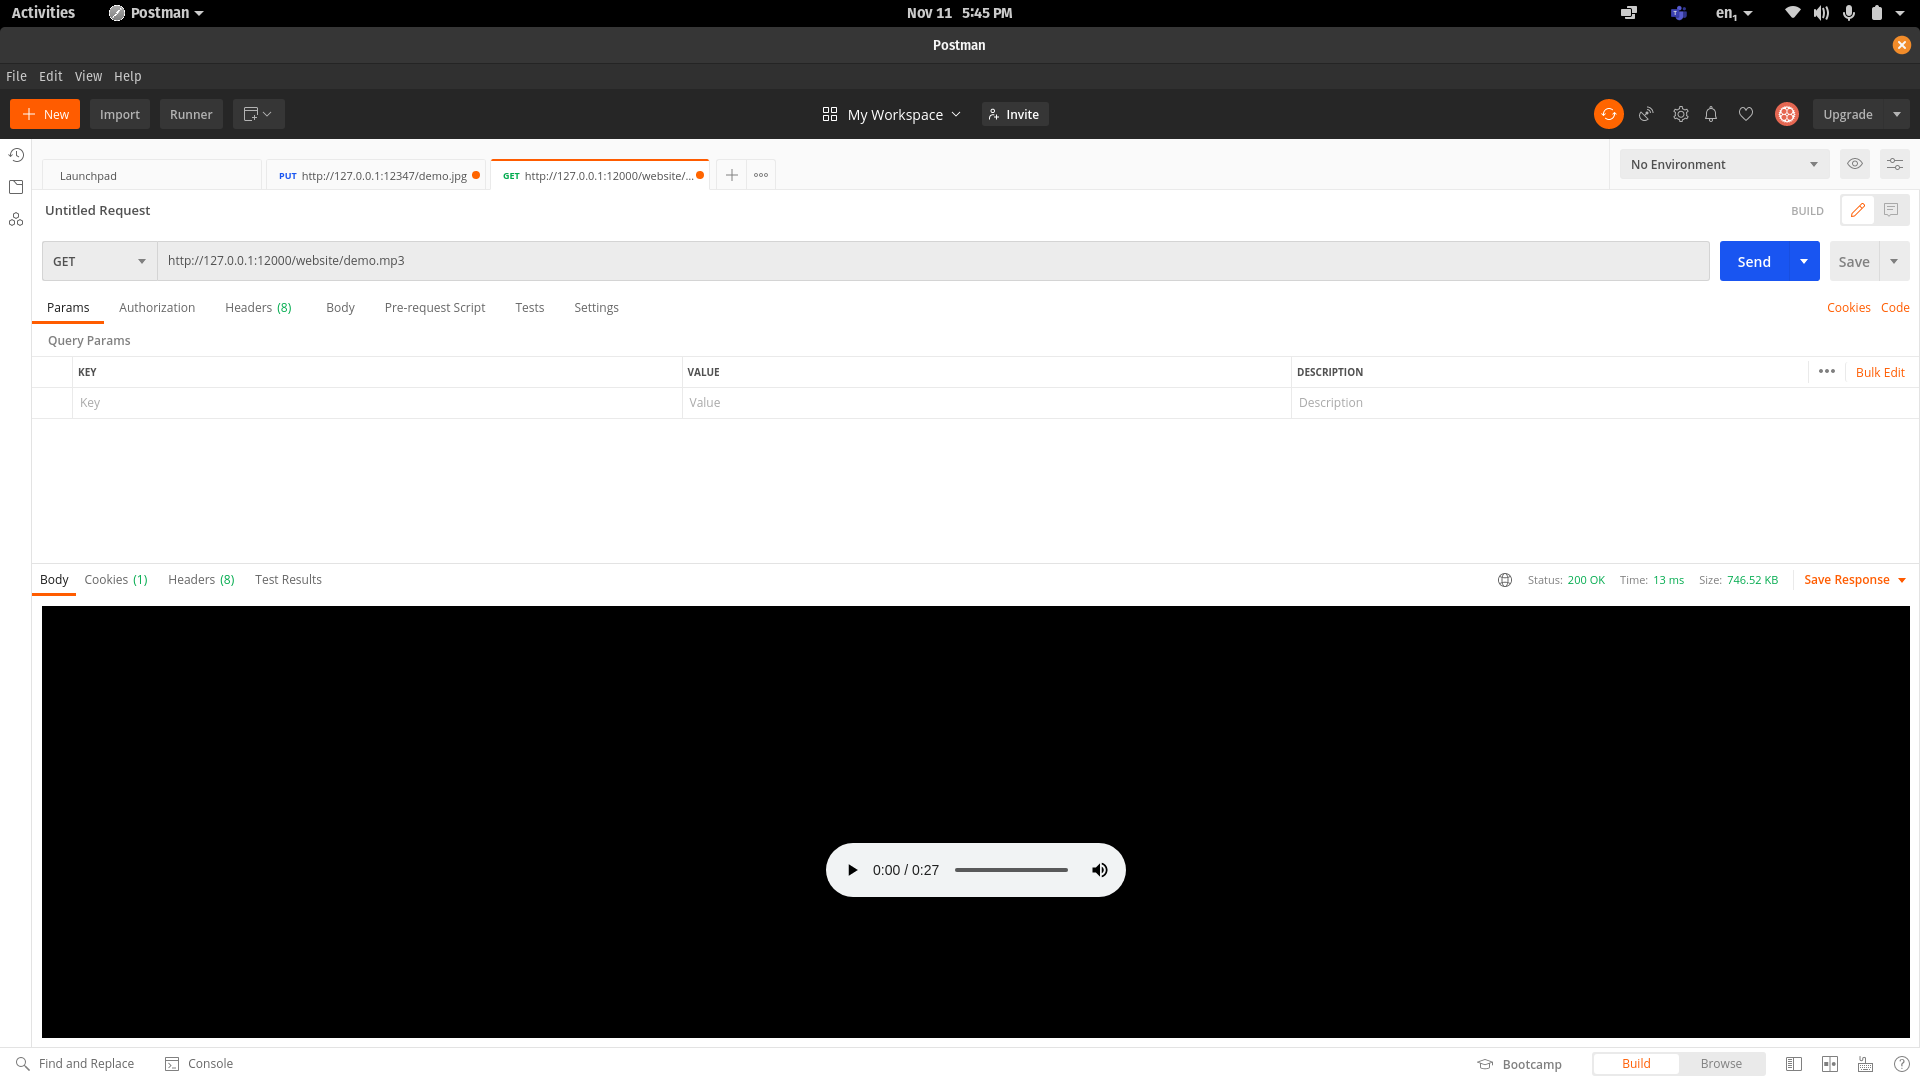 Activities Postman Nov 11 5:45 PM en1
Postman
File Edit View Help
New Import Runner My Workspace Invite Upgrade
Launchpad PUT http://127.0.0.1:12347/demo.jpg GET http://127.0.0.1:12000/website/... No Environment
Untitled Request BUILD
GET http://127.0.0.1:12000/website/demo.mp3 Send Save
Params Authorization Headers (8) Body Pre-request Script Tests Settings Cookies Code
Query Params
KEY VALUE DESCRIPTION Bulk Edit
Key Value Description
Body Cookies (1) Headers (8) Test Results Status: 200 OK Time: 13 ms Size: 746.52 KB Save Response
0:00 / 0:27
Find and Replace Console Bootcamp Build Browse